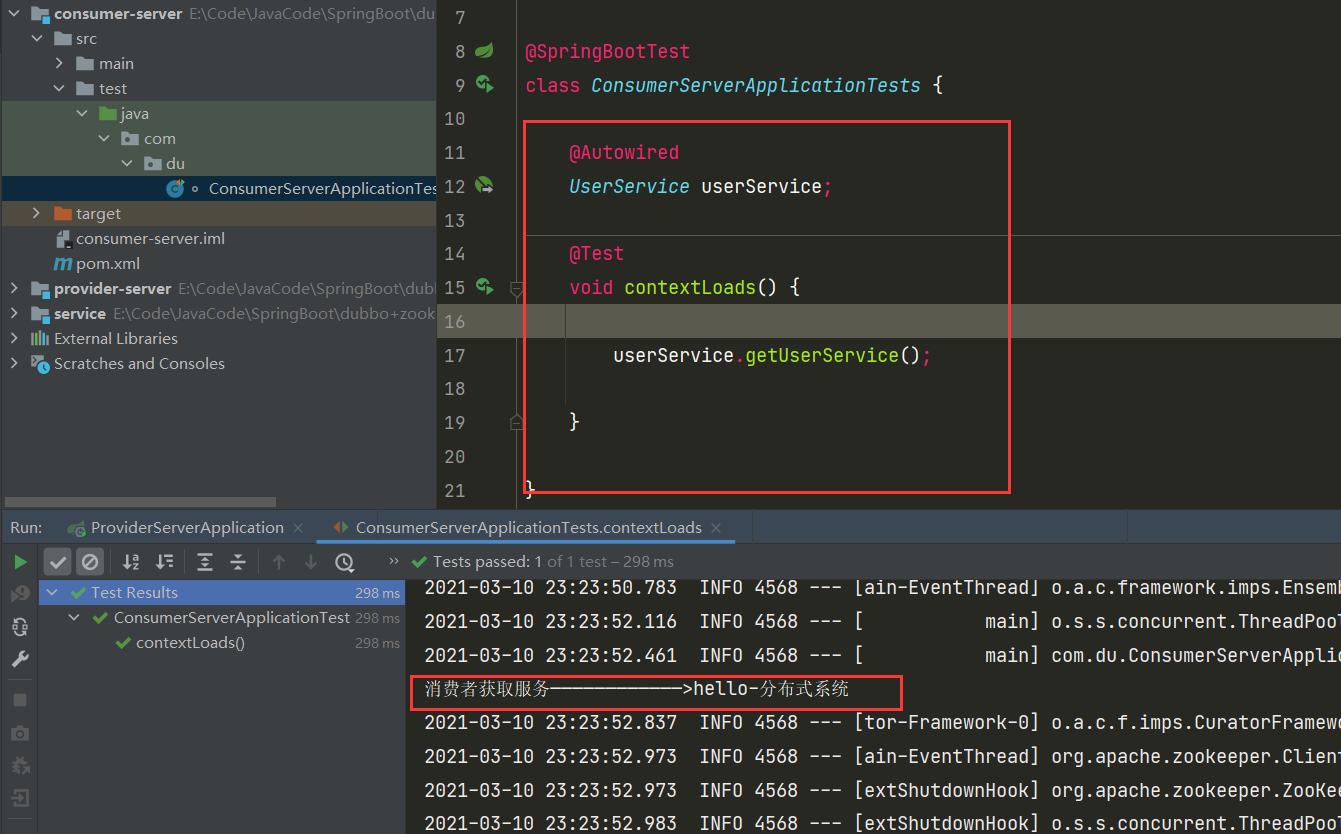 consumer-server E:\Code\JavaCode\SpringBoot\du
src
main
test
java
com
du
ConsumerServerApplicationTes
target
consumer-server.iml
pom.xml
provider-server E:\Code\JavaCode\SpringBoot\dubb
service E:\Code\JavaCode\SpringBoot\dubbo+zook
External Libraries
Scratches and Consoles
7
8 @SpringBootTest
9 class ConsumerServerApplicationTests {
10
11 @Autowired
12 UserService userService;
13
14 @Test
15 void contextLoads() {
16
17 userService.getUserService();
18
19 }
20
21 }
Run: ProviderServerApplication × ConsumerServerApplicationTests.contextLoads ×
» Tests passed: 1 of 1 test – 298 ms
Test Results 298 ms
ConsumerServerApplicationTest 298 ms
contextLoads() 298 ms
2021-03-10 23:23:50.783 INFO 4568 --- [ain-EventThread] o.a.c.framework.imps.Ensemb
2021-03-10 23:23:52.116 INFO 4568 --- [ main] o.s.s.concurrent.ThreadPoo
2021-03-10 23:23:52.461 INFO 4568 --- [ main] com.du.ConsumerServerApplic
消费者获取服务————————————>hello-分布式系统
2021-03-10 23:23:52.837 INFO 4568 --- [tor-Framework-0] o.a.c.f.imps.CuratorFramewo
2021-03-10 23:23:52.973 INFO 4568 --- [ain-EventThread] org.apache.zookeeper.Client
2021-03-10 23:23:52.973 INFO 4568 --- [extShutdownHook] org.apache.zookeeper.ZooKee
2021-03-10 23:23:52.983 INFO 4568 --- [extShutdownHook] o.s.s.concurrent.ThreadPoo